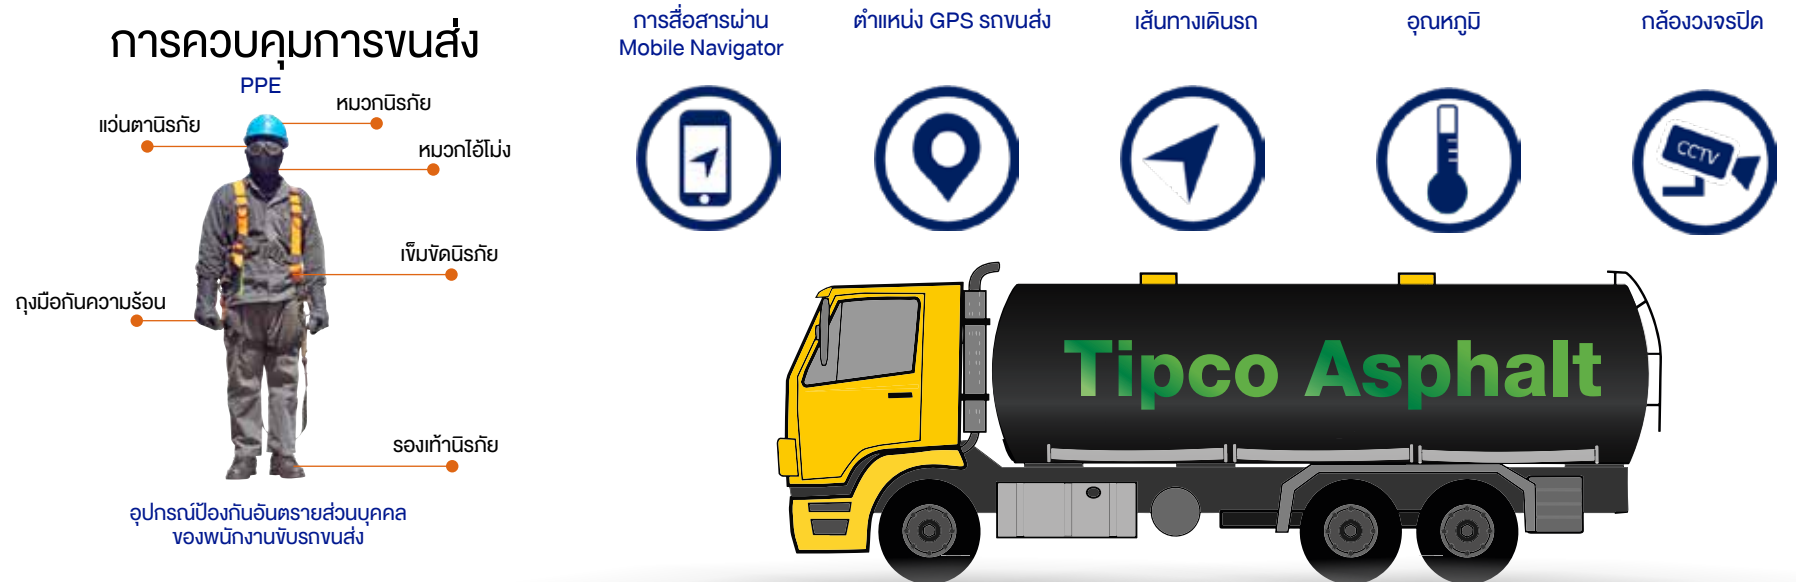 การควบคุมการขนส่ง
PPE
หมวกนิรภัย
แว่นตานิรภัย
หมวกไอ้โม่ง
เข็มขัดนิรภัย
ถุงมือกันความร้อน
รองเท้านิรภัย
อุปกรณ์ป้องกันอันตรายส่วนบุคคล
ของพนักงานขับรถขนส่ง
การสื่อสารผ่าน
Mobile Navigator
ตำแหน่ง GPS รถขนส่ง
เส้นทางเดินรถ
อุณหภูมิ
กล้องวงจรปิด
CCTV
Tipco Asphalt